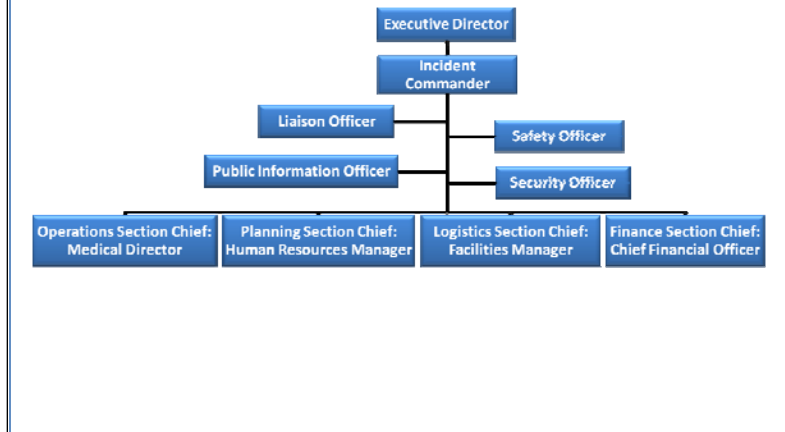 Executive Director
Incident
Commander
Liaison Officer
Safety Officer
Public Information Officer
Security Officer
Operations Section Chief:
Medical Director
Planning Section Chief:
Human Resources Manager
Logistics Section Chief:
Facilities Manager
Finance Section Chief:
Chief Financial Officer